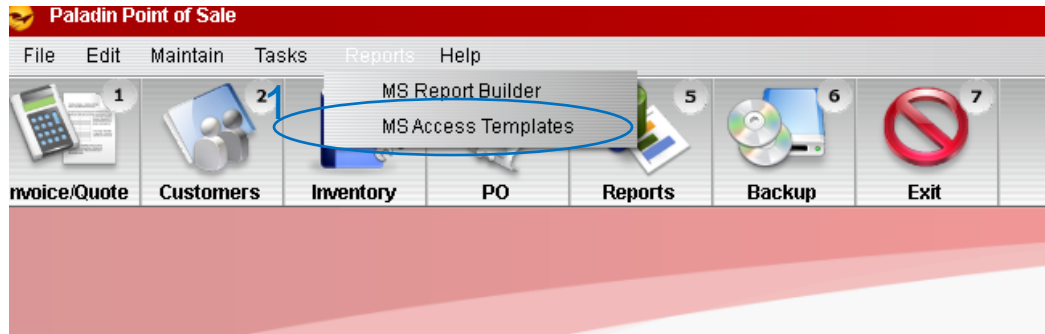 Paladin Point of Sale
File Edit Maintain Tasks Reports Help
MS Report Builder
MS Access Templates
1 2 1 5 6 7
nvoice/Quote Customers Inventory PO Reports Backup Exit